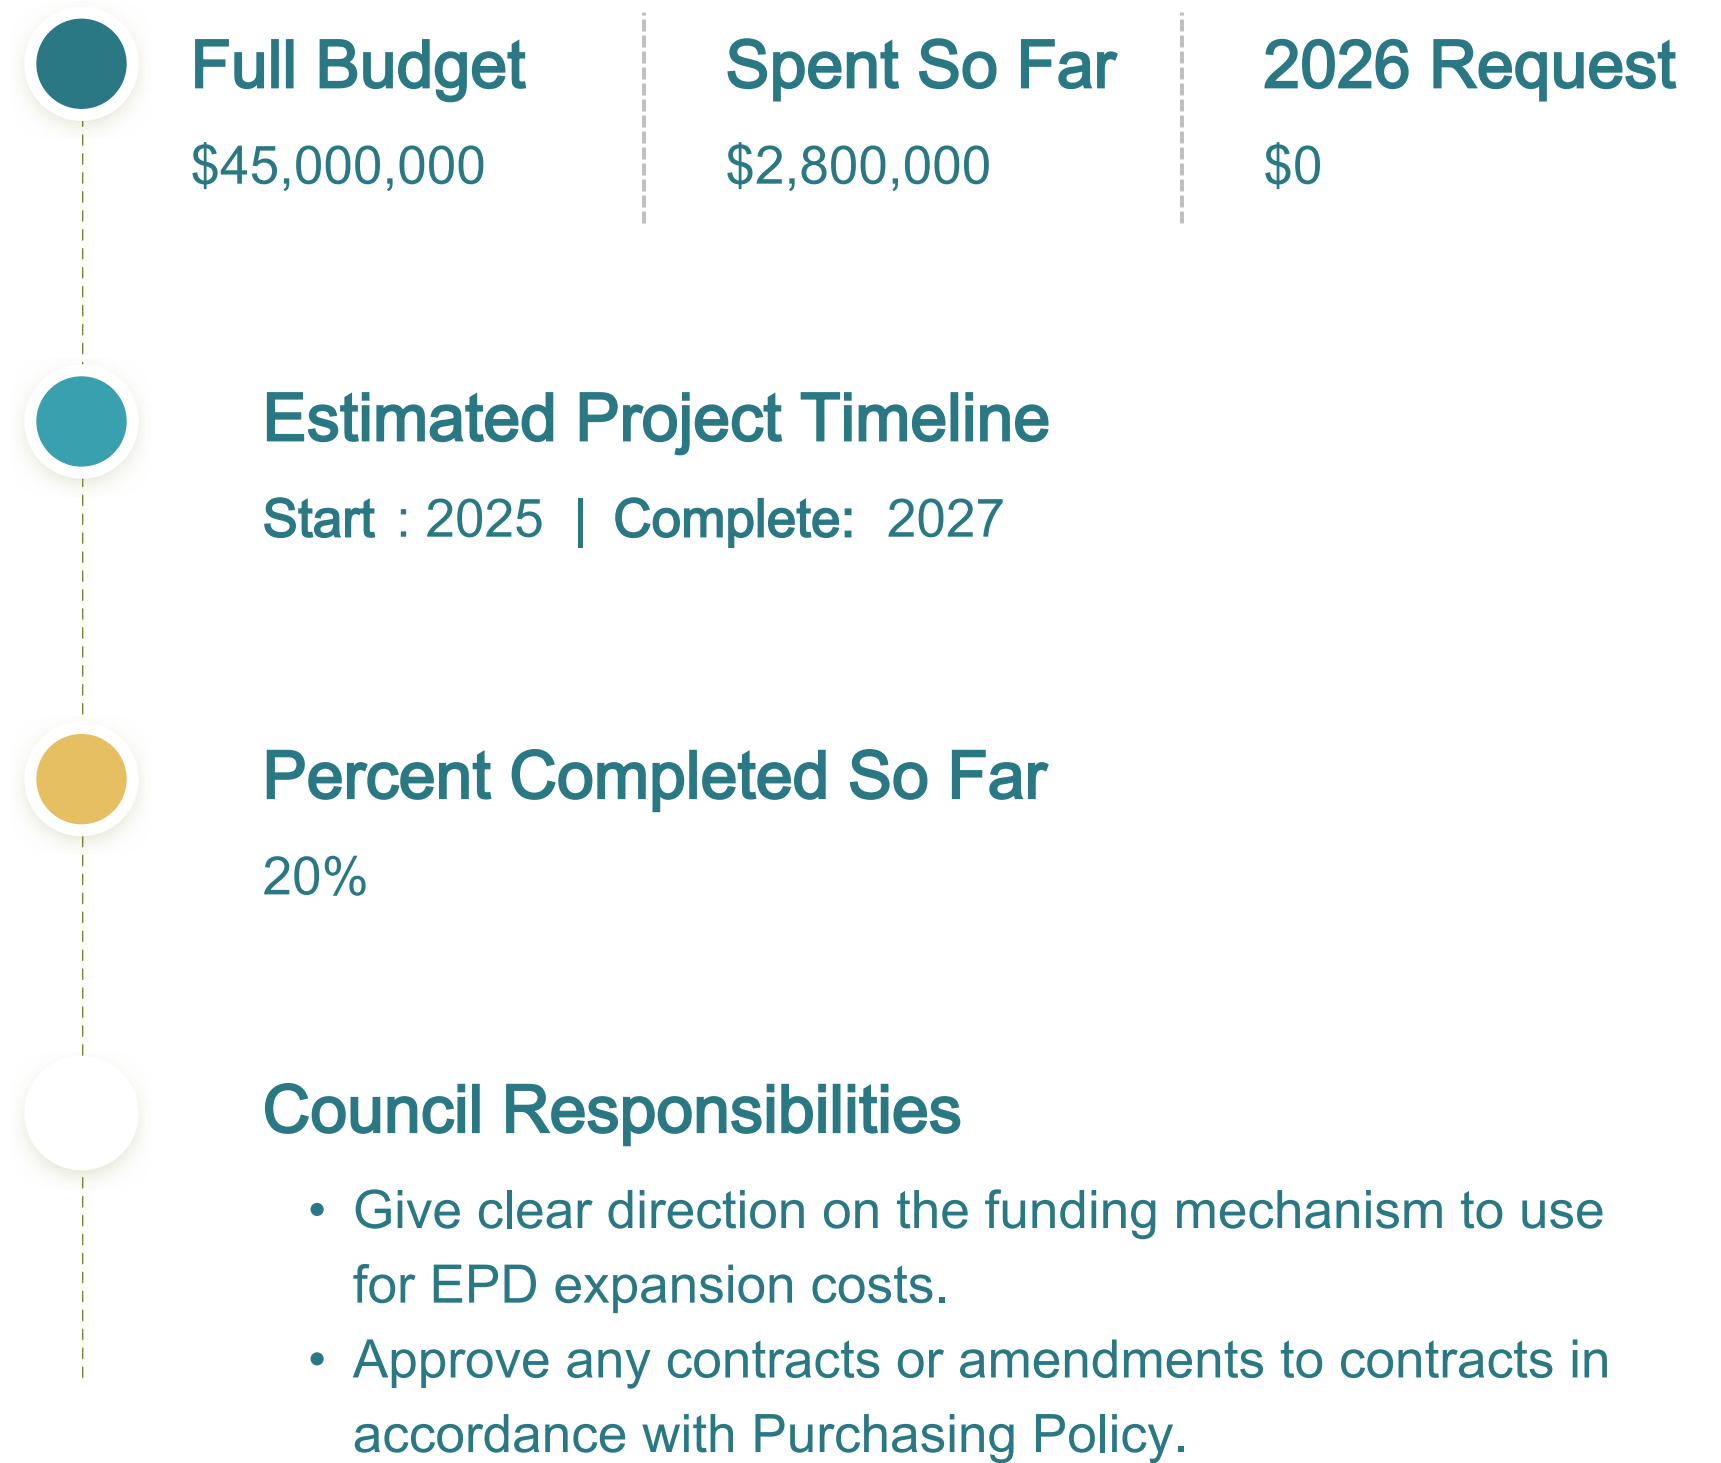 Full Budget
$45,000,000
Spent So Far
$2,800,000
2026 Request
$0
Estimated Project Timeline
Start : 2025 | Complete: 2027
Percent Completed So Far
20%
Council Responsibilities
• Give clear direction on the funding mechanism to use
for EPD expansion costs.
• Approve any contracts or amendments to contracts in
accordance with Purchasing Policy.